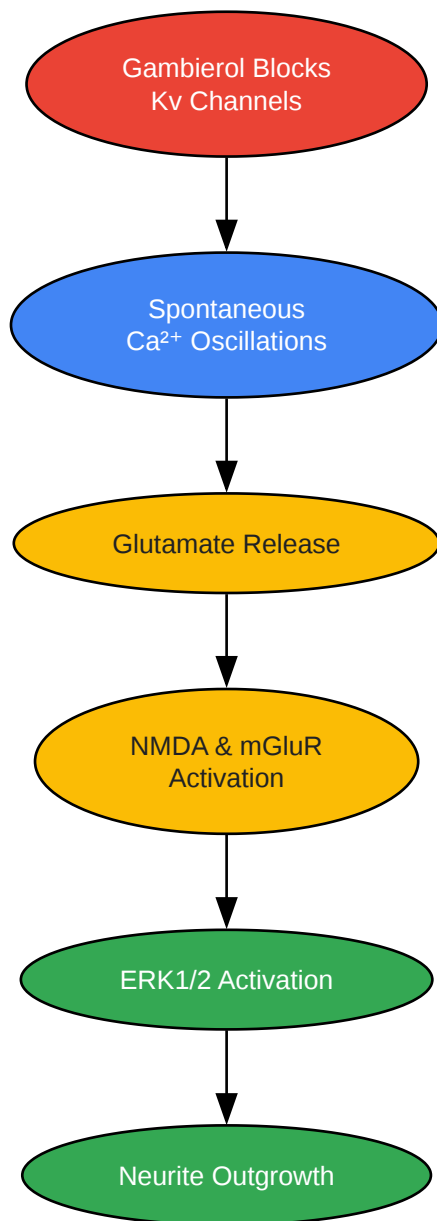 Gambierol Blocks
Kv Channels
Spontaneous
Ca²⁺ Oscillations
Glutamate Release
NMDA & mGluR
Activation
ERK1/2 Activation
Neurite Outgrowth